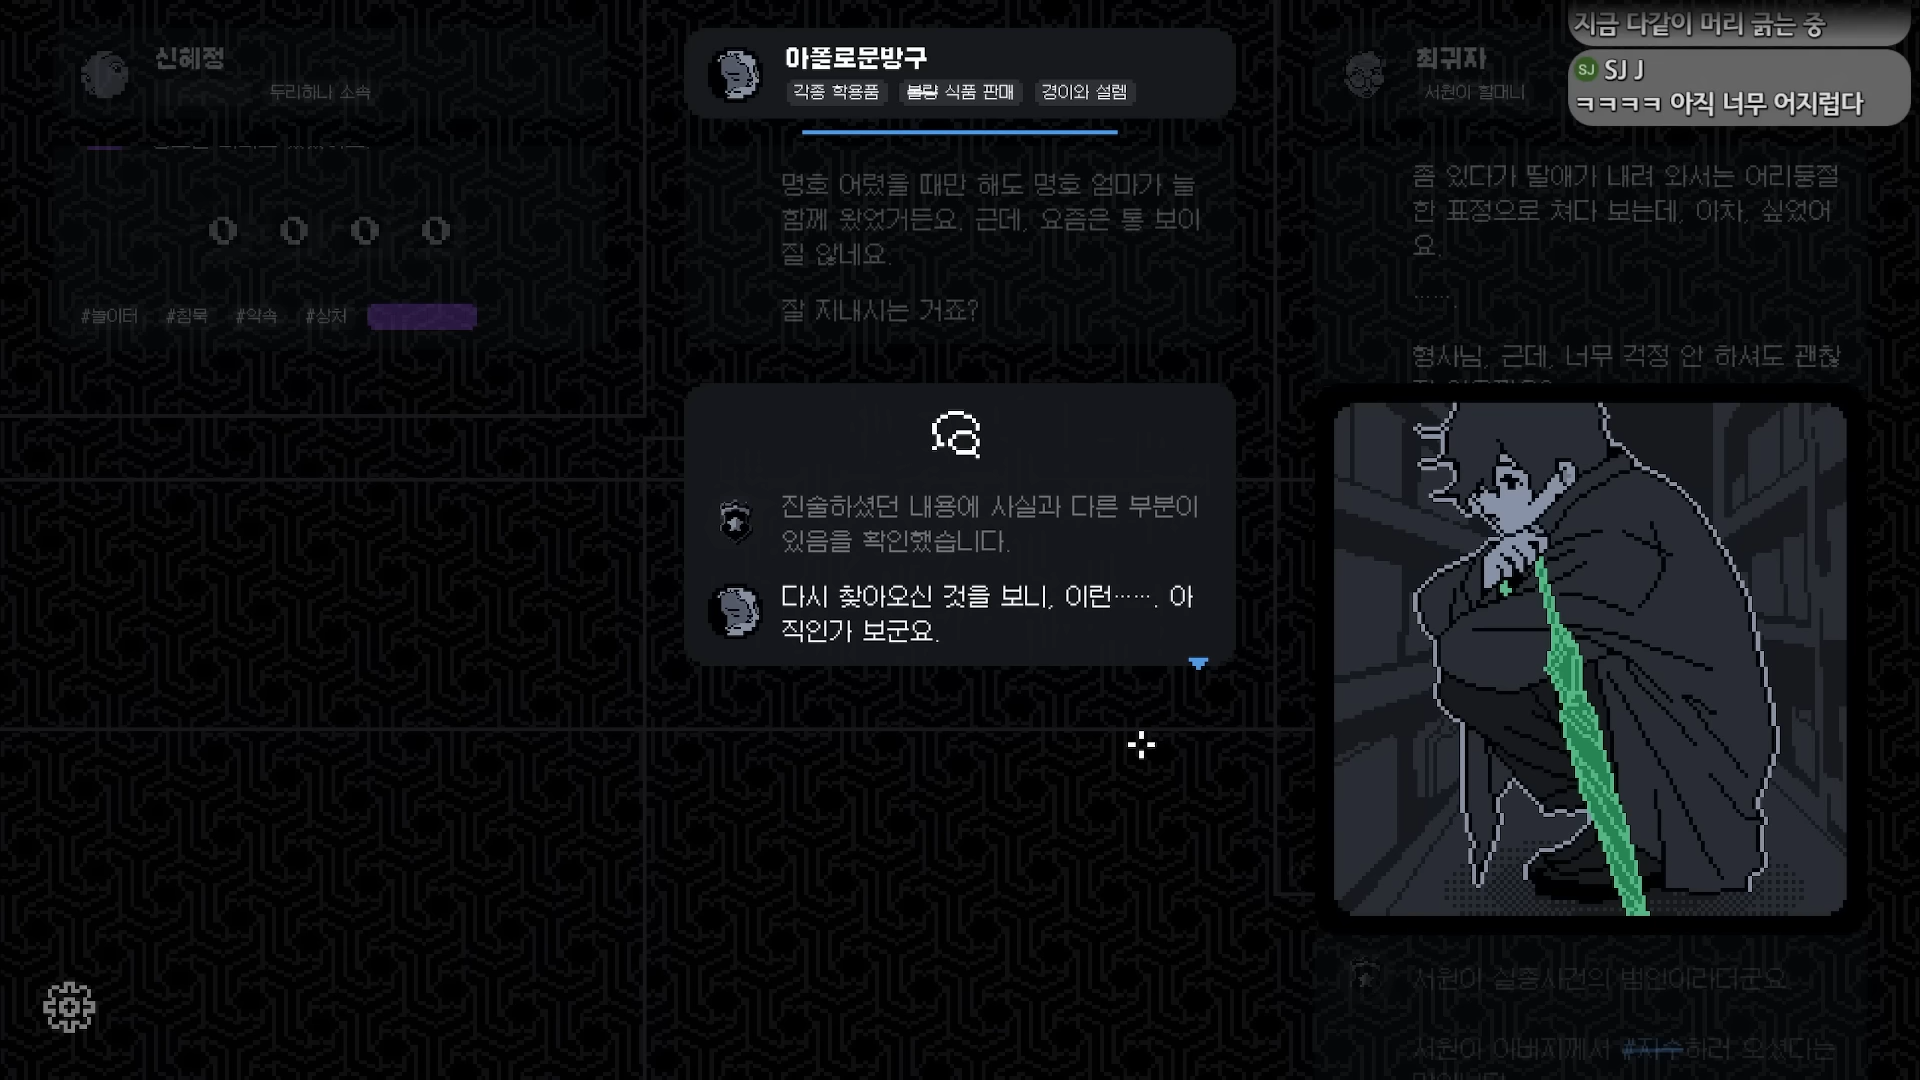 신혜정
두리하나 소속
0 0 0 0
#놀이터 #침묵 #약속 #상처
아폴로문방구
각종 학용품 불량 식품 판매 경이와 설렘
명호 어렸을 때만 해도 명호 엄마가 늘
함께 왔었거든요. 근데, 요즘은 통 보이
질 않네요.
잘 지내시는 거죠?
진술하셨던 내용에 사실과 다른 부분이
있음을 확인했습니다.
다시 찾아오신 것을 보니, 이런……. 아
직인가 보군요.
최귀자
서원이 할머니
좀 있다가 딸애가 내려 와서는 어리둥절
한 표정으로 쳐다 보는데, 아차, 싶었어
요.
…….
형사님, 근데, 너무 걱정 안 하셔도 괜찮
서원이 실종사건의 범인이라더군요
서원이 아버지께서 #자수하러 오셨다는
지금 다같이 머리 긁는 중
SJ SJ J
ㅋㅋㅋㅋ 아직 너무 어지럽다